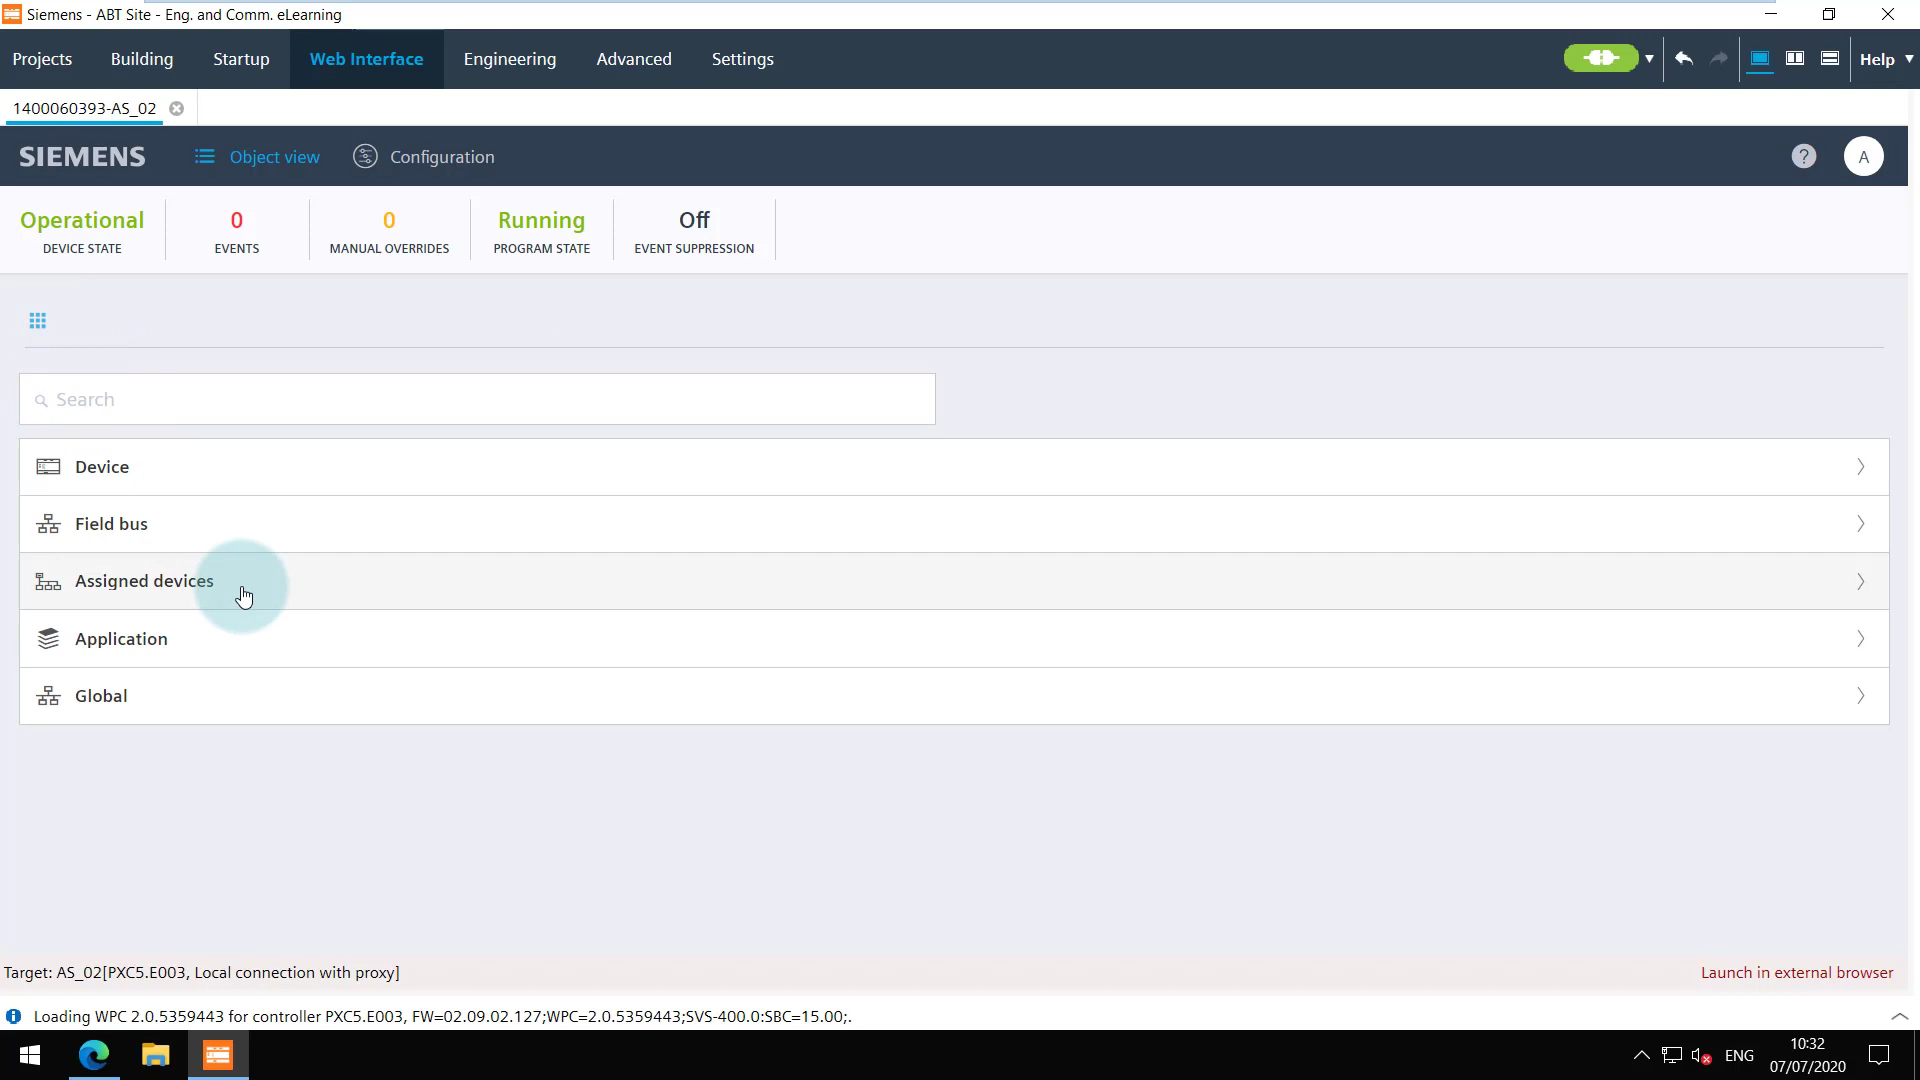 Siemens - ABT Site - Eng. and Comm. eLearning
Projects Building Startup Web Interface Engineering Advanced Settings Help
1400060393-AS_02
SIEMENS Object view Configuration ? A
Operational 0 0 Running Off
DEVICE STATE EVENTS MANUAL OVERRIDES PROGRAM STATE EVENT SUPPRESSION
Search
Device
Field bus
Assigned devices
Application
Global
Target: AS_02[PXC5.E003, Local connection with proxy] Launch in external browser
Loading WPC 2.0.5359443 for controller PXC5.E003, FW=02.09.02.127;WPC=2.0.5359443;SVS-400.0:SBC=15.00;.
ENG 10:32
07/07/2020